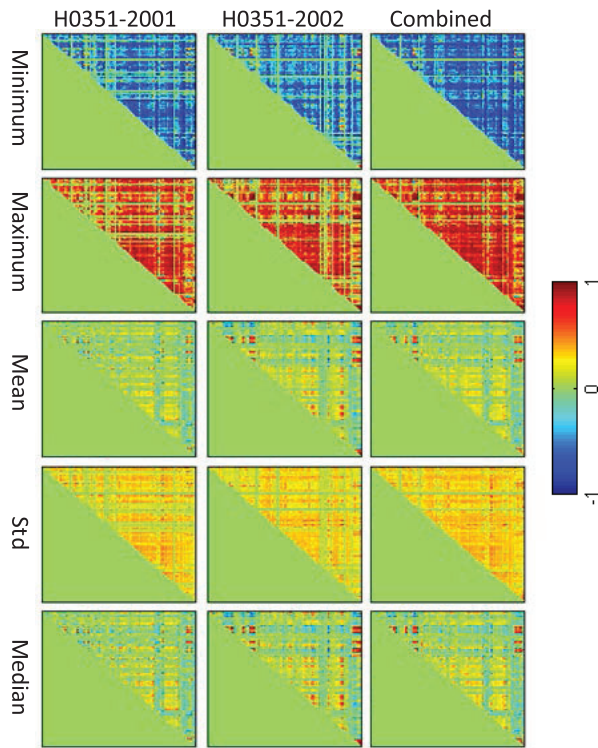 H0351-2001 H0351-2002 Combined
Minimum
Maximum
Mean
Std
Median
1
0
-1